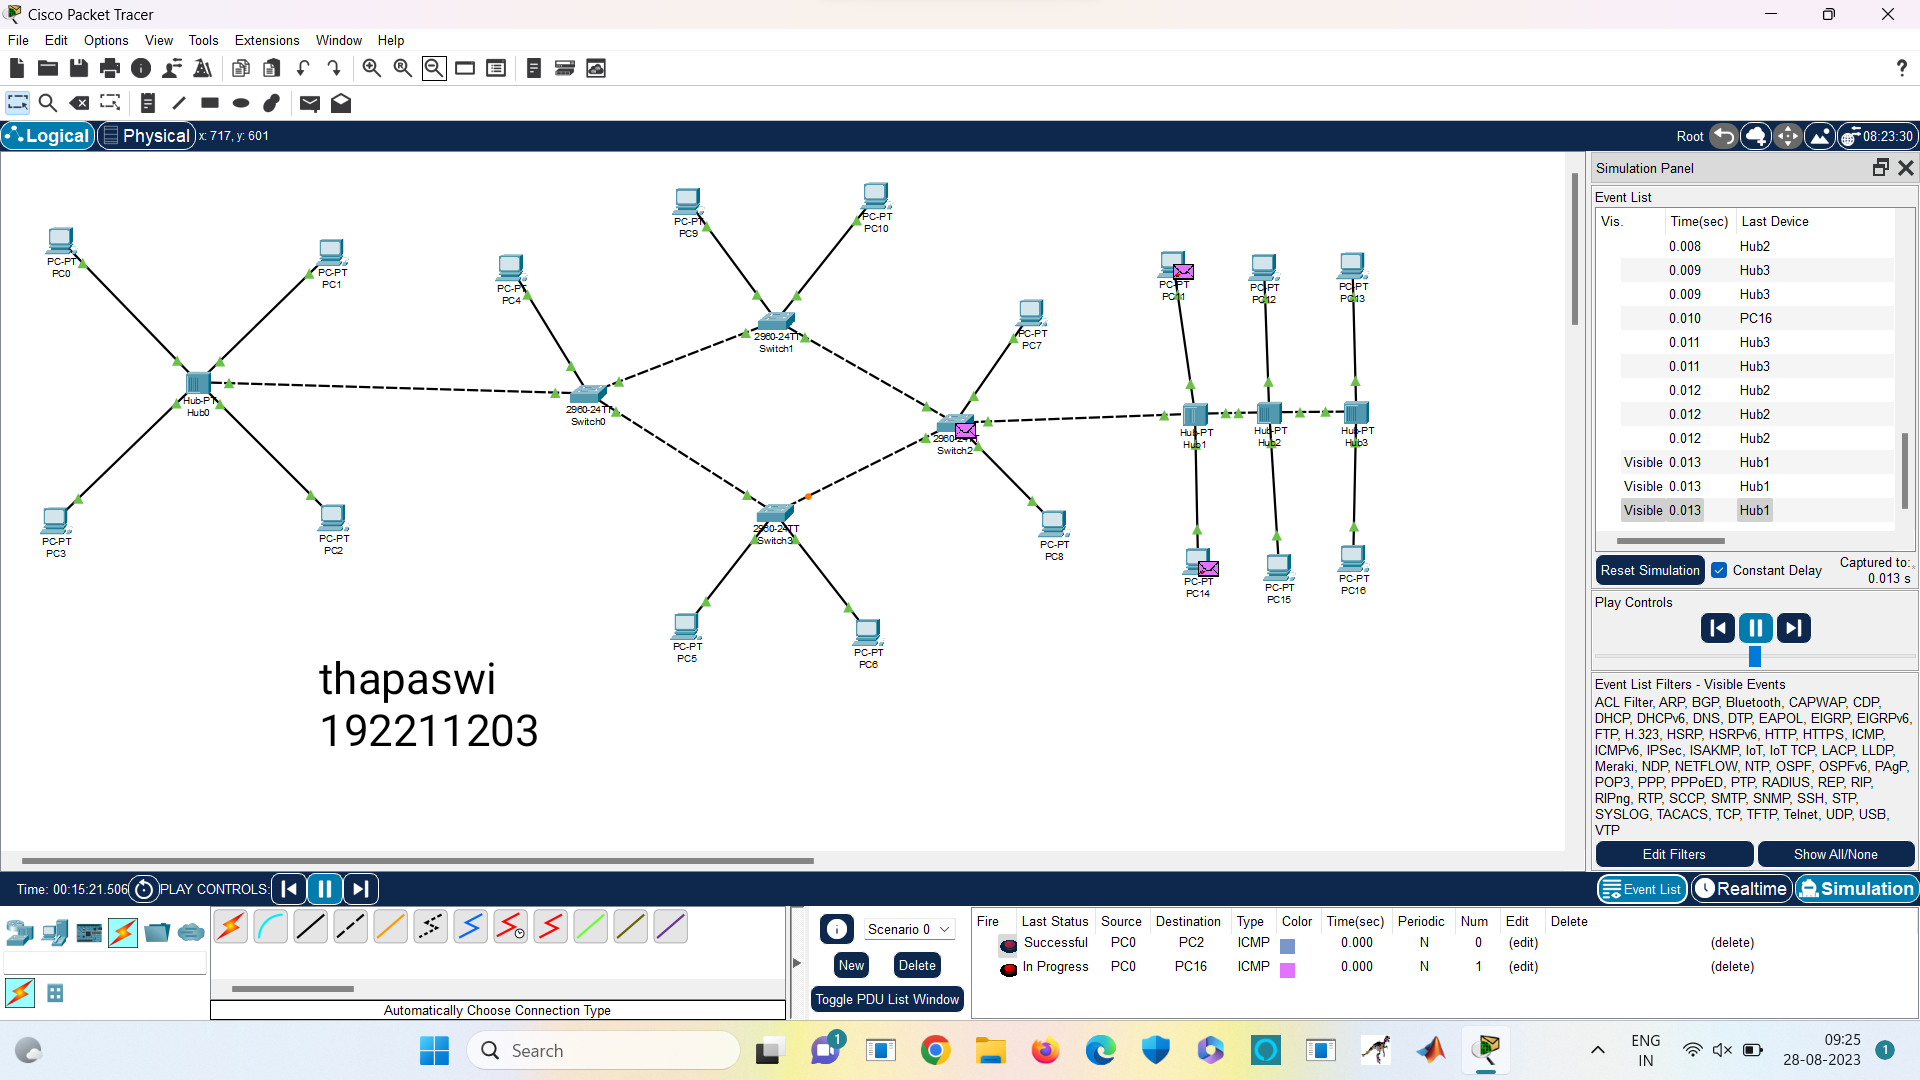 Cisco Packet Tracer
File Edit Options View Tools Extensions Window Help
?
Logical Physical x: 717, y: 601 Root 08:23:30
PC-PT
PC0
PC-PT
PC1
PC-PT
PC3
PC-PT
PC2
Hub-PT
Hub0
PC-PT
PC4
PC-PT
PC9
PC-PT
PC10
2960-24TT
Switch1
2960-24TT
Switch0
PC-PT
PC7
2960-24TT
Switch2
2960-24TT
Switch3
PC-PT
PC8
PC-PT
PC5
PC-PT
PC6
PC-PT
PC11
PC-PT
PC12
PC-PT
PC13
Hub-PT
Hub1
Hub-PT
Hub2
Hub-PT
Hub3
PC-PT
PC14
PC-PT
PC15
PC-PT
PC16
thapaswi
192211203
Simulation Panel
Event List
Vis. Time(sec) Last Device
0.008 Hub2
0.009 Hub3
0.009 Hub3
0.010 PC16
0.011 Hub3
0.011 Hub3
0.012 Hub2
0.012 Hub2
0.012 Hub2
Visible 0.013 Hub1
Visible 0.013 Hub1
Visible 0.013 Hub1
Reset Simulation Constant Delay Captured to:
0.013 s
Play Controls
Event List Filters - Visible Events
ACL Filter, ARP, BGP, Bluetooth, CAPWAP, CDP,
DHCP, DHCPv6, DNS, DTP, EAPOL, EIGRP, EIGRPv6,
FTP, H.323, HSRP, HSRPv6, HTTP, HTTPS, ICMP,
ICMPv6, IPSec, ISAKMP, IoT, IoT TCP, LACP, LLDP,
Meraki, NDP, NETFLOW, NTP, OSPF, OSPFv6, PAgP,
POP3, PPP, PPPoED, PTP, RADIUS, REP, RIP,
RIPng, RTP, SCCP, SMTP, SNMP, SSH, STP,
SYSLOG, TACACS, TCP, TFTP, Telnet, UDP, USB,
VTP
Edit Filters Show All/None
Time: 00:15:21.506 PLAY CONTROLS: Event List Realtime Simulation
Automatically Choose Connection Type
Scenario 0
New Delete
Toggle PDU List Window
Fire Last Status Source Destination Type Color Time(sec) Periodic Num Edit Delete
Successful PC0 PC2 ICMP 0.000 N 0 (edit) (delete)
In Progress PC0 PC16 ICMP 0.000 N 1 (edit) (delete)
Search 1 ENG
IN 09:25
28-08-2023 1